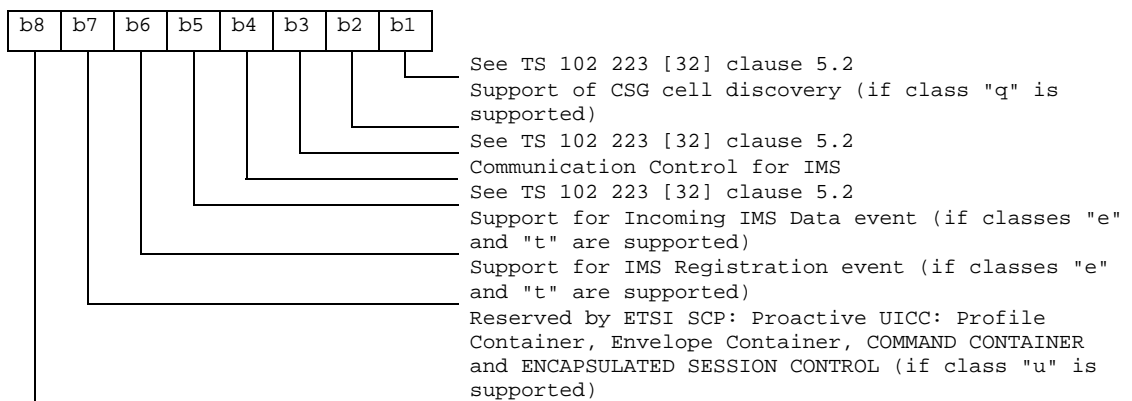 b8 b7 b6 b5 b4 b3 b2 b1
See TS 102 223 [32] clause 5.2
Support of CSG cell discovery (if class "q" is
supported)
See TS 102 223 [32] clause 5.2
Communication Control for IMS
See TS 102 223 [32] clause 5.2
Support for Incoming IMS Data event (if classes "e"
and "t" are supported)
Support for IMS Registration event (if classes "e"
and "t" are supported)
Reserved by ETSI SCP: Proactive UICC: Profile
Container, Envelope Container, COMMAND CONTAINER
and ENCAPSULATED SESSION CONTROL (if class "u" is
supported)